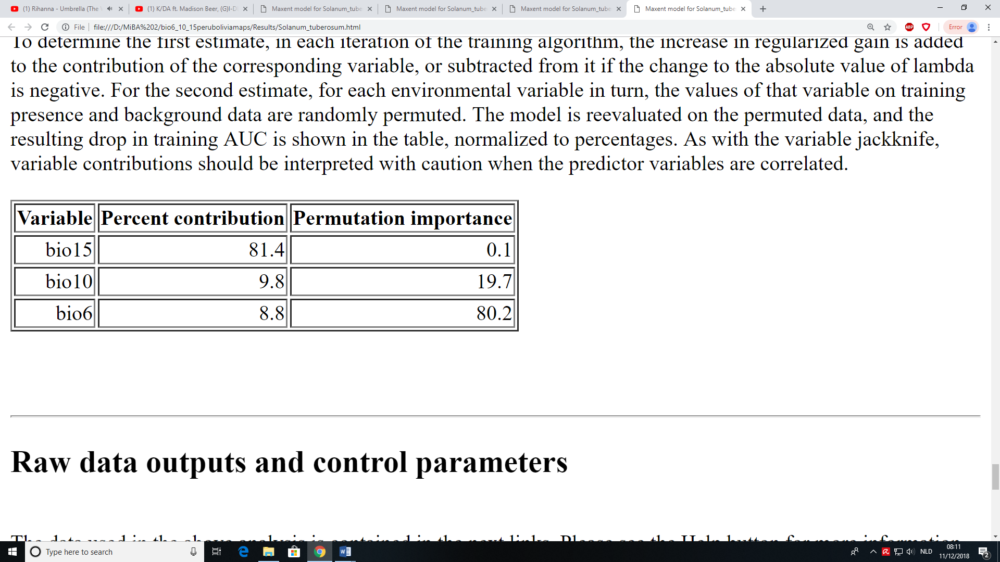 (1) Rihanna - Umbrella (The
(1) K/DA ft. Madison Beer, (G)I-D
Maxent model for Solanum_tube
Maxent model for Solanum_tube
Maxent model for Solanum_tube
Maxent model for Solanum_tube
File
file:///D:/MiBA%202/bio6_10_15peruboliviamaps/Results/Solanum_tuberosum.html
ABP
Error
To determine the first estimate, in each iteration of the training algorithm, the increase in regularized gain is added
to the contribution of the corresponding variable, or subtracted from it if the change to the absolute value of lambda
is negative. For the second estimate, for each environmental variable in turn, the values of that variable on training
presence and background data are randomly permuted. The model is reevaluated on the permuted data, and the
resulting drop in training AUC is shown in the table, normalized to percentages. As with the variable jackknife,
variable contributions should be interpreted with caution when the predictor variables are correlated.
Variable Percent contribution Permutation importance
bio15 81.4 0.1
bio10 9.8 19.7
bio6 8.8 80.2
Raw data outputs and control parameters
The data used in the above analysis is contained in the next links. Please see the Help button for more information
Type here to search
NLD
08:11
11/12/2018
2